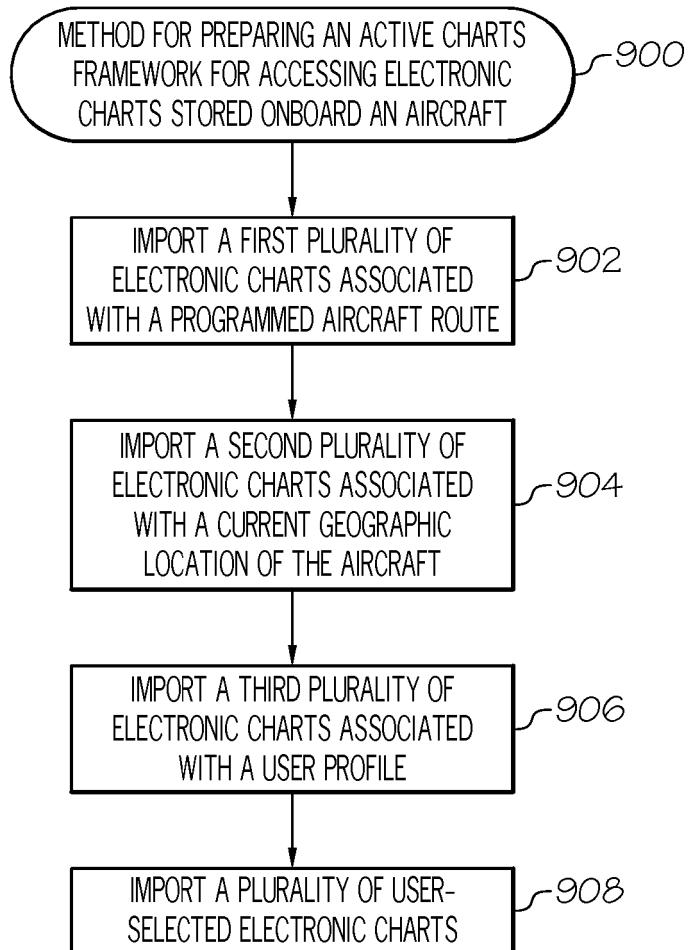 METHOD FOR PREPARING AN ACTIVE CHARTS
FRAMEWORK FOR ACCESSING ELECTRONIC
CHARTS STORED ONBOARD AN AIRCRAFT
900
IMPORT A FIRST PLURALITY OF
ELECTRONIC CHARTS ASSOCIATED
WITH A PROGRAMMED AIRCRAFT ROUTE
902
IMPORT A SECOND PLURALITY OF
ELECTRONIC CHARTS ASSOCIATED
WITH A CURRENT GEOGRAPHIC
LOCATION OF THE AIRCRAFT
904
IMPORT A THIRD PLURALITY OF
ELECTRONIC CHARTS ASSOCIATED
WITH A USER PROFILE
906
IMPORT A PLURALITY OF USER-
SELECTED ELECTRONIC CHARTS
908